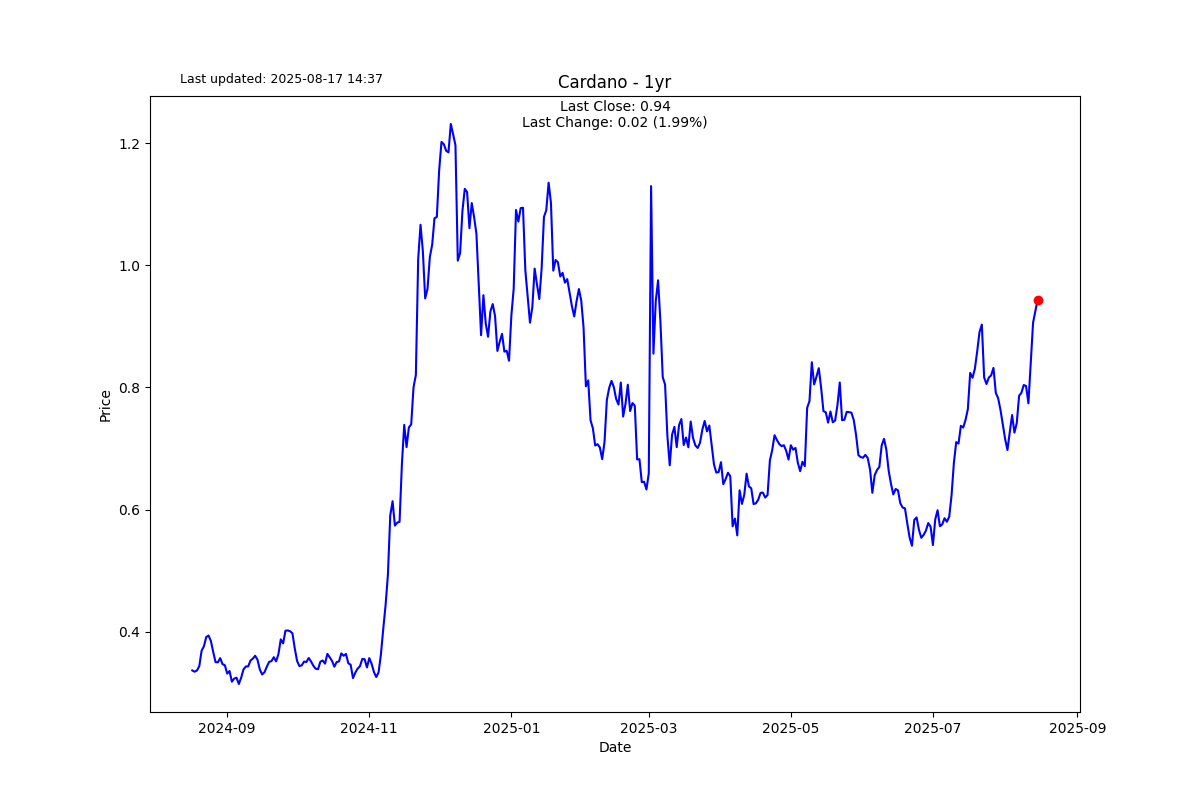 Last updated: 2025-08-17 14:37
Cardano - 1yr
Last Close: 0.94
Last Change: 0.02 (1.99%)
1.2
1.0
0.8
0.6
0.4
Price
2024-09 2024-11 2025-01 2025-03 2025-05 2025-07 2025-09
Date